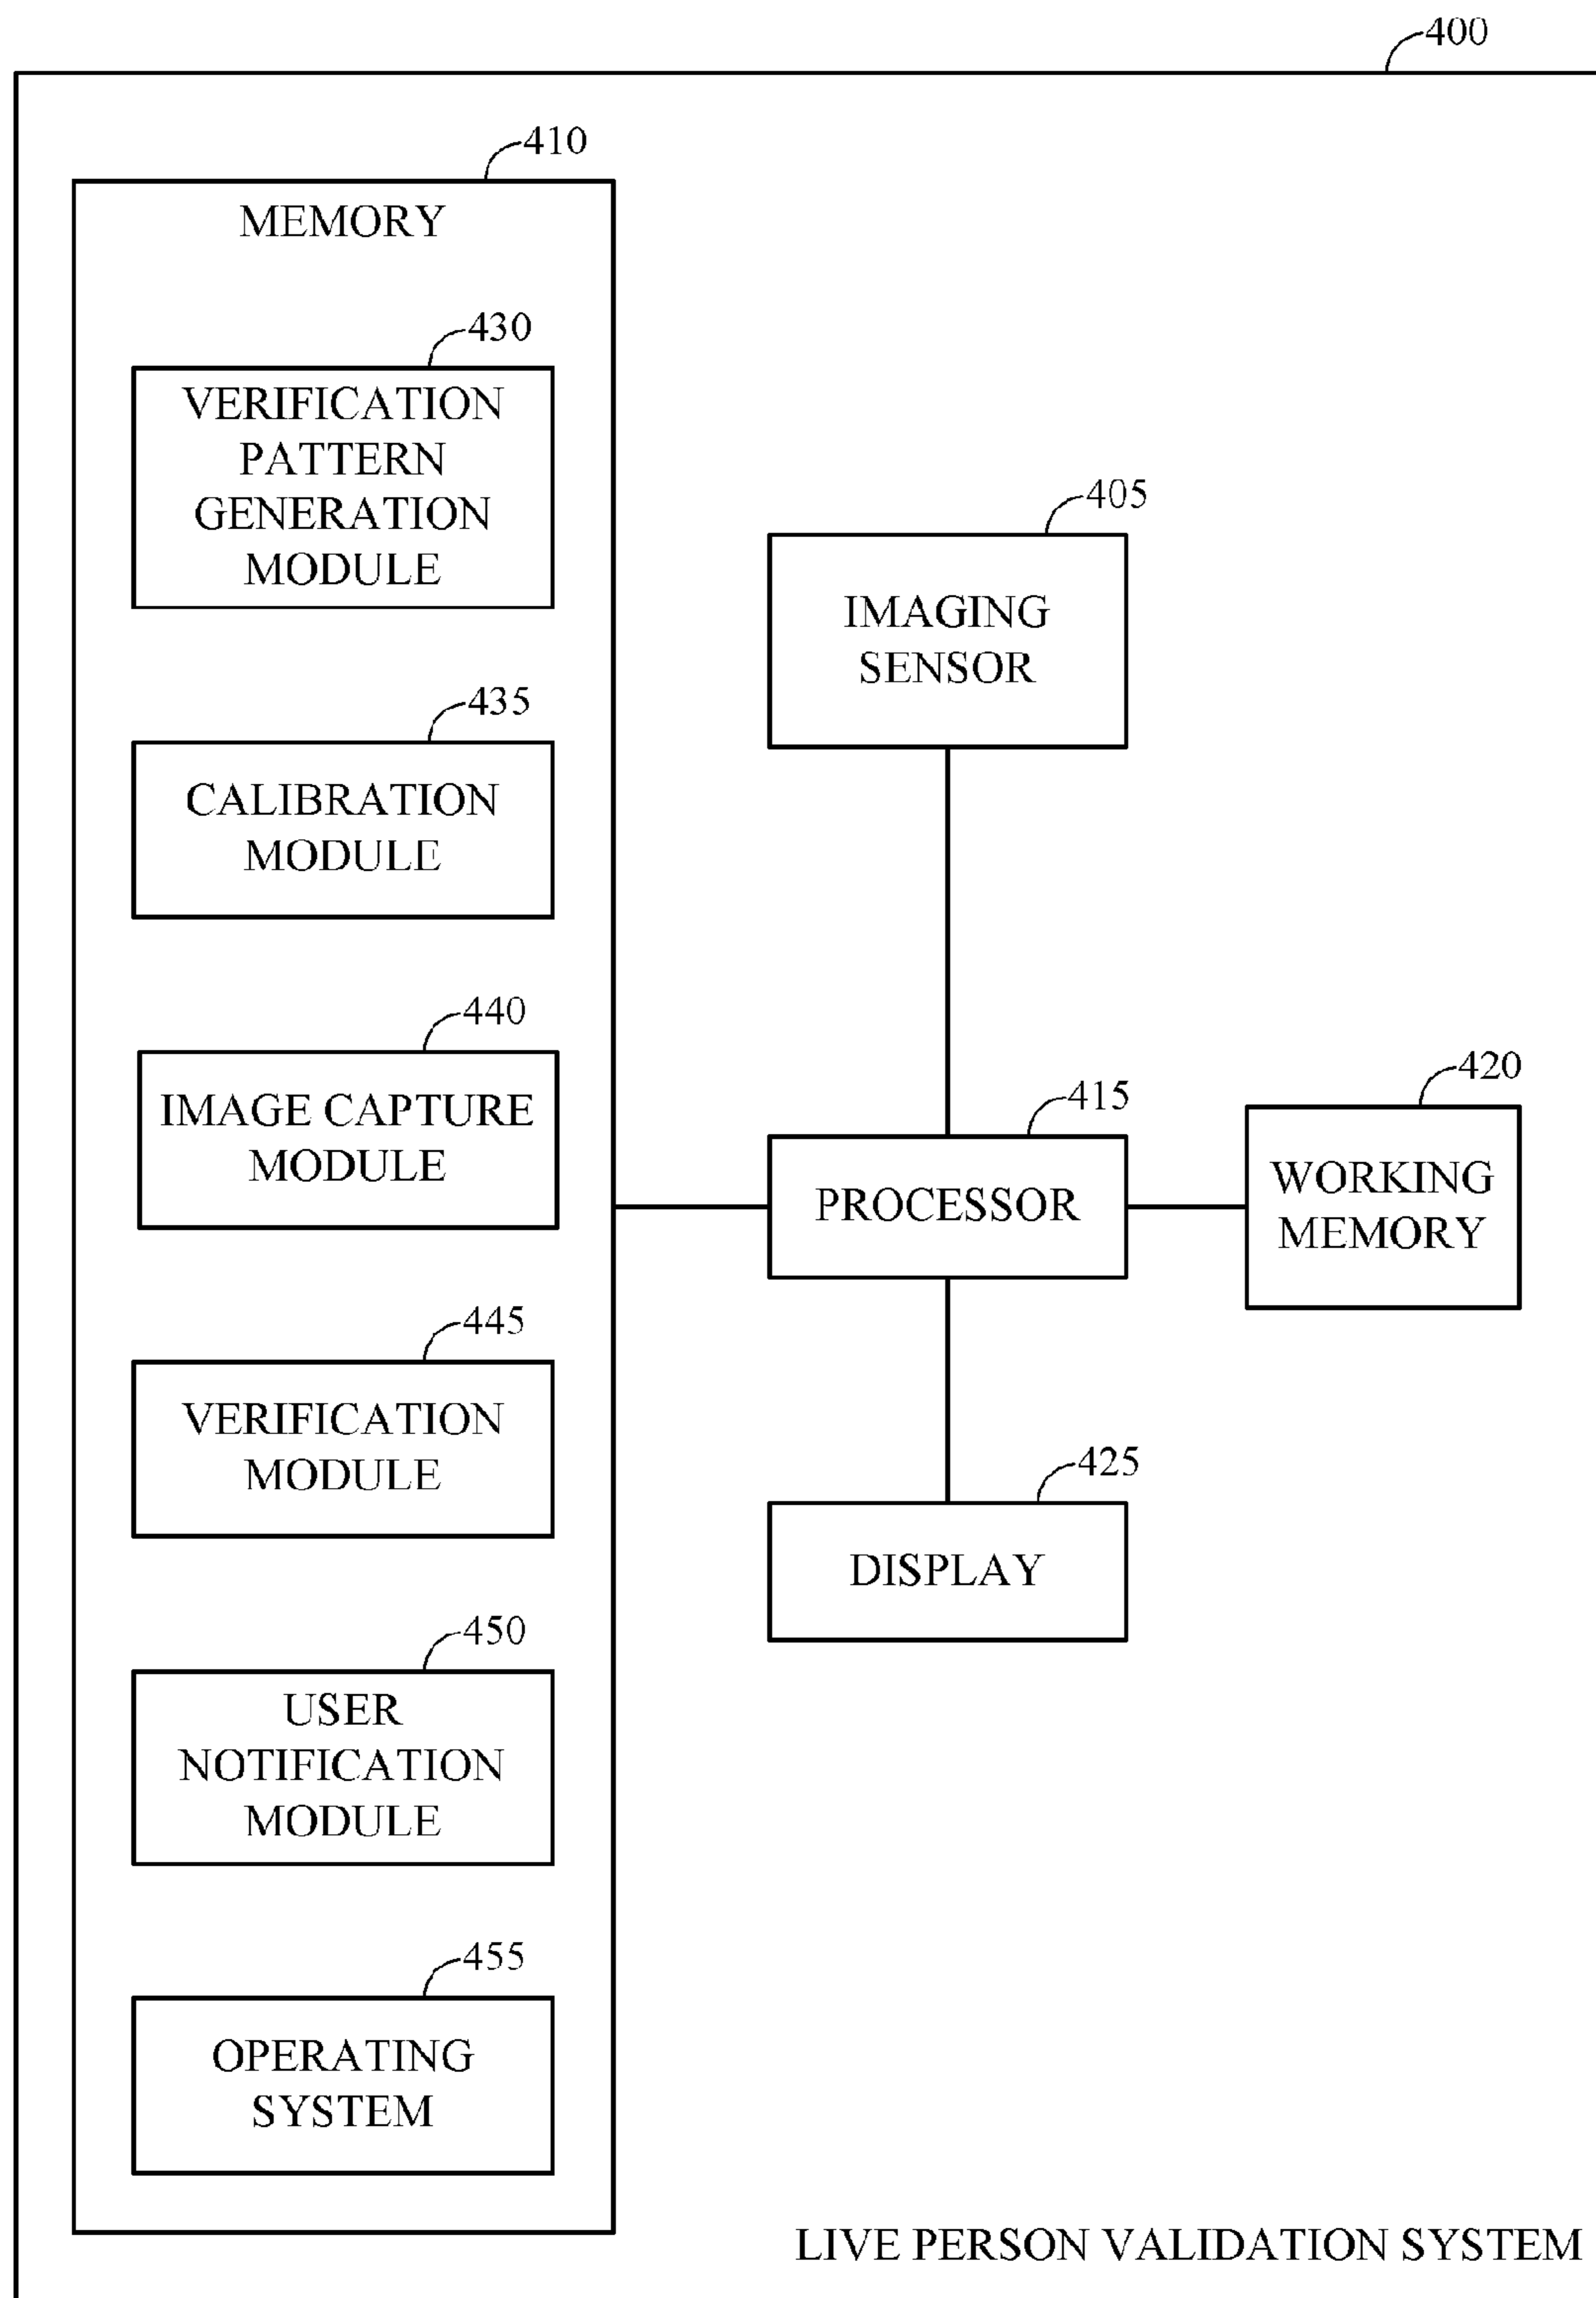 400
410
MEMORY
430
VERIFICATION
PATTERN
GENERATION
MODULE
435
CALIBRATION
MODULE
440
IMAGE CAPTURE
MODULE
445
VERIFICATION
MODULE
450
USER
NOTIFICATION
MODULE
455
OPERATING
SYSTEM
405
IMAGING
SENSOR
415
PROCESSOR
420
WORKING
MEMORY
425
DISPLAY
LIVE PERSON VALIDATION SYSTEM